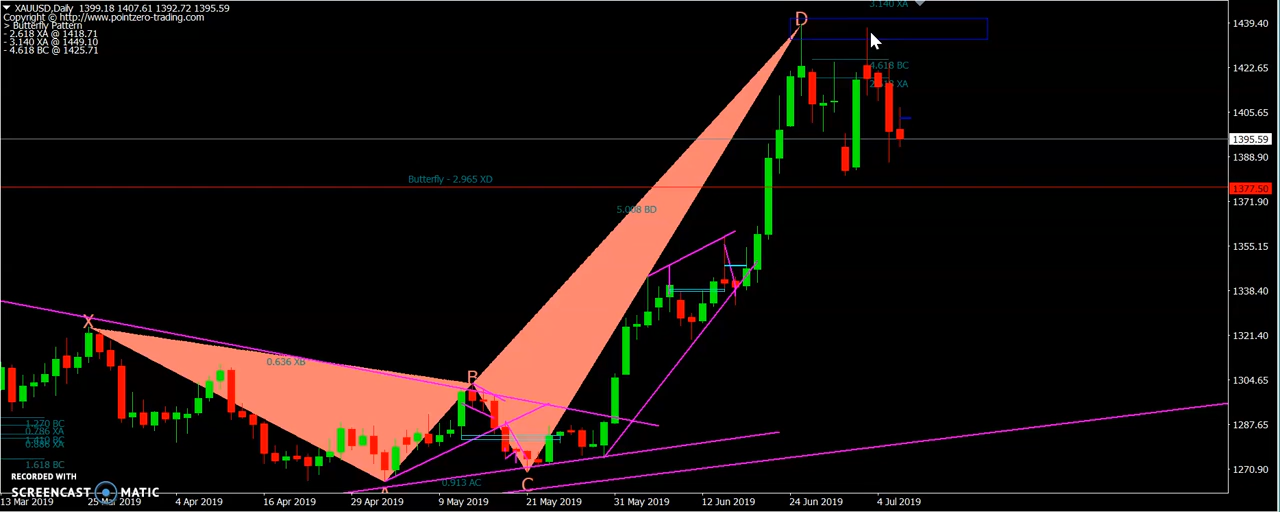 XAUUSD,Daily 1399.18 1407.61 1392.72 1395.59
Copyright © http://www.pointzero-trading.com
> Butterfly Pattern
- 2.618 XA @ 1418.71
- 3.140 XA @ 1449.10
- 4.618 BC @ 1425.71
3.140 XA
D
1439.40
4.618 BC
1422.65
1405.65
1395.59
1388.90
Butterfly - 2.965 XD
1377.50
1371.90
5.008 BD
1355.15
1338.40
X
1321.40
0.636 XB
B
1304.65
1.270 BC
1287.65
1.618 BC
1270.90
0.913 AC
A
C
RECORDED WITH
SCREENCAST MATIC
13 Mar 2019 25 Mar 2019 4 Apr 2019 16 Apr 2019 29 Apr 2019 9 May 2019 21 May 2019 31 May 2019 12 Jun 2019 24 Jun 2019 4 Jul 2019